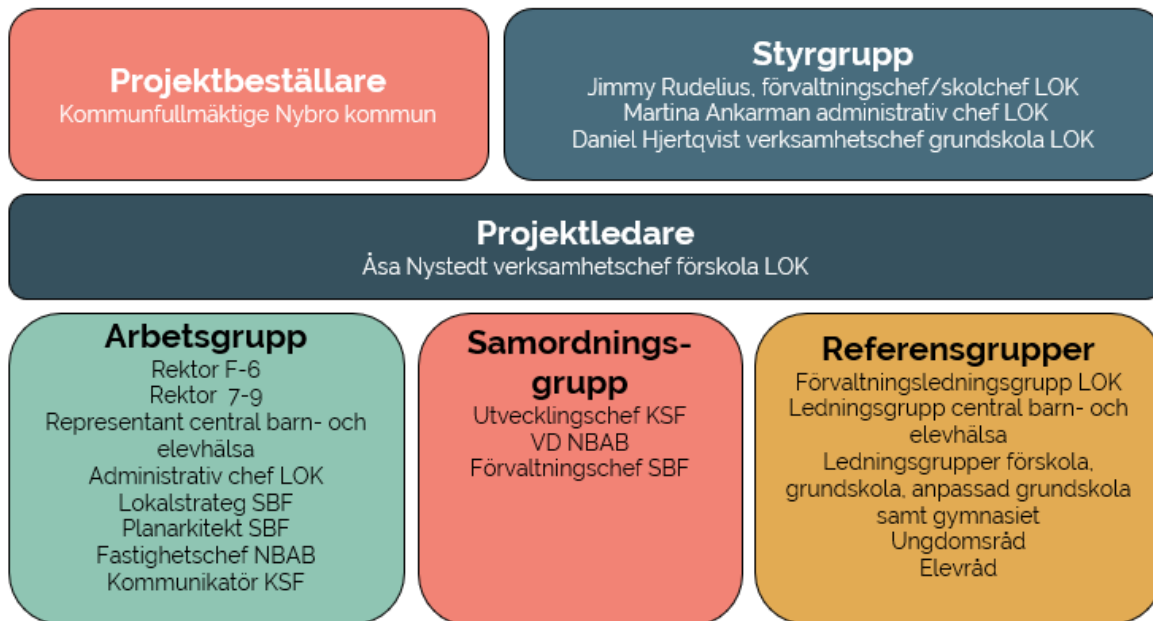 Projektbeställare
Kommunfullmäktige Nybro kommun
Styrgrupp
Jimmy Rudelius, förvaltningschef/skolchef LOK
Martina Ankarman administrativ chef LOK
Daniel Hjertqvist verksamhetschef grundskola LOK
Projektledare
Åsa Nystedt verksamhetschef förskola LOK
Arbetsgrupp
Rektor F-6
Rektor 7-9
Representant central barn- och
elevhälsa
Administrativ chef LOK
Lokalstrateg SBF
Planarkitekt SBF
Fastighetschef NBAB
Kommunikatör KSF
Samordnings-
grupp
Utvecklingschef KSF
VD NBAB
Förvaltningschef SBF
Referensgrupper
Förvaltningsledningsgrupp LOK
Ledningsgrupp central barn- och
elevhälsa
Ledningsgrupper förskola,
grundskola, anpassad grundskola
samt gymnasiet
Ungdomsråd
Elevråd